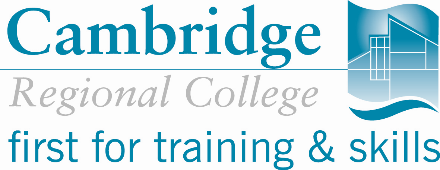 Cambridge
Regional College
first for training & skills